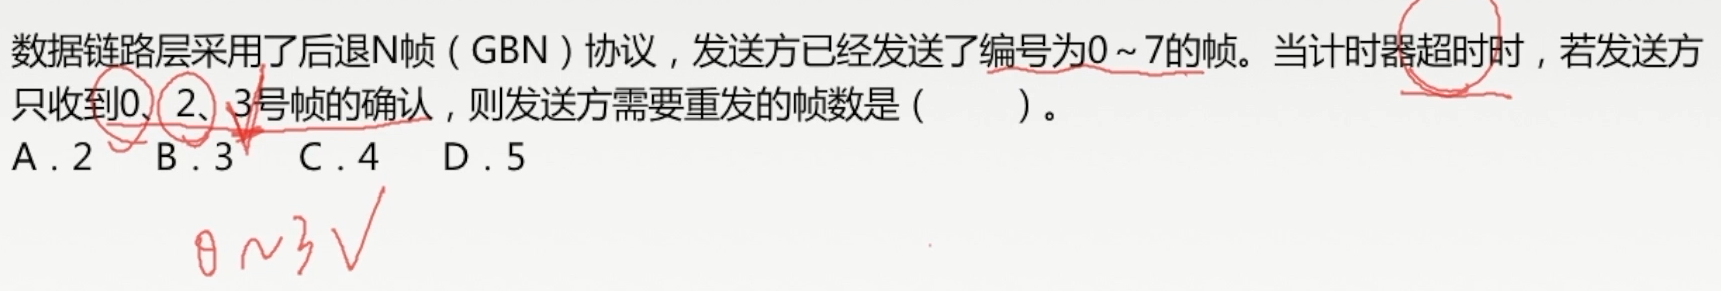 数据链路层采用了后退N帧（GBN）协议，发送方已经发送了编号为0～7的帧。当计时器超时时，若发送方
只收到0、2、3号帧的确认，则发送方需要重发的帧数是（　　）。
A．2　B．3　C．4　D．5
0～3√